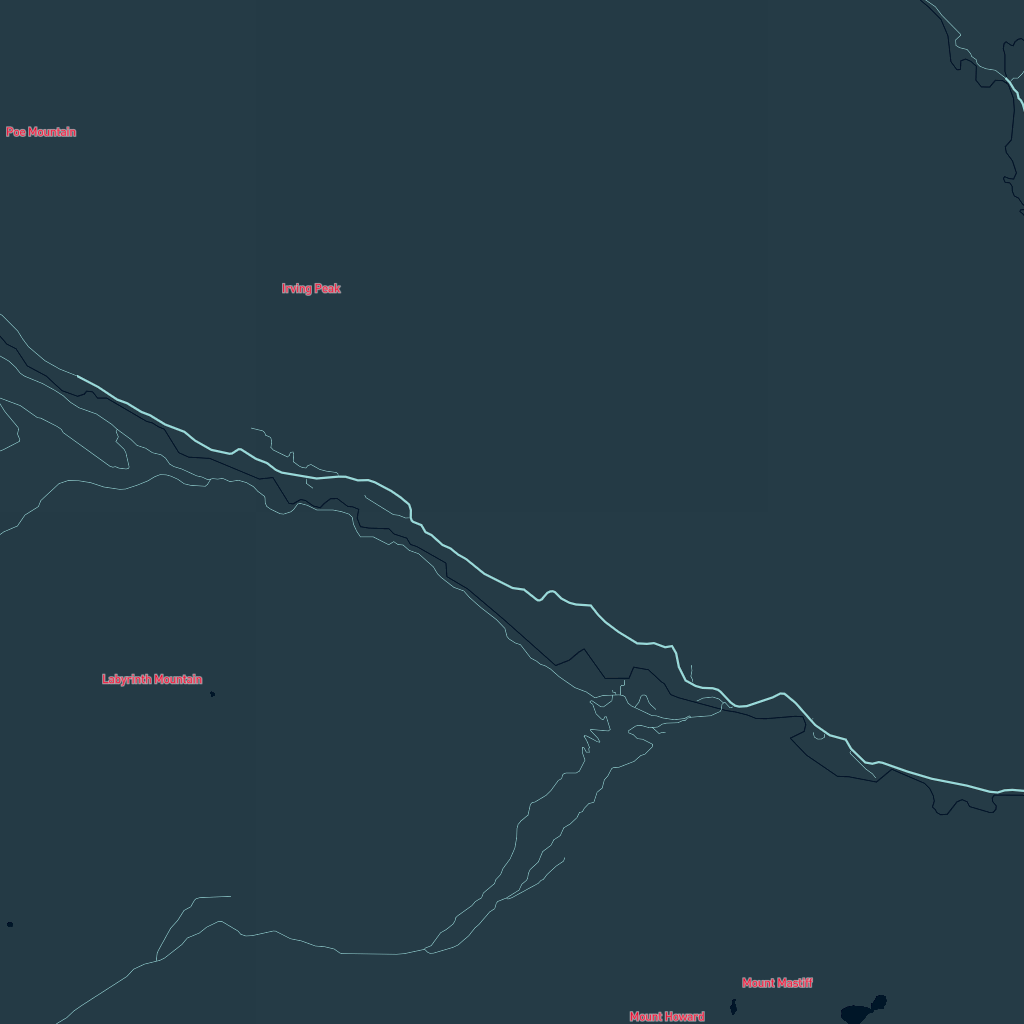 Poe Mountain
Irving Peak
Labyrinth Mountain
Mount Mastiff
Mount Howard